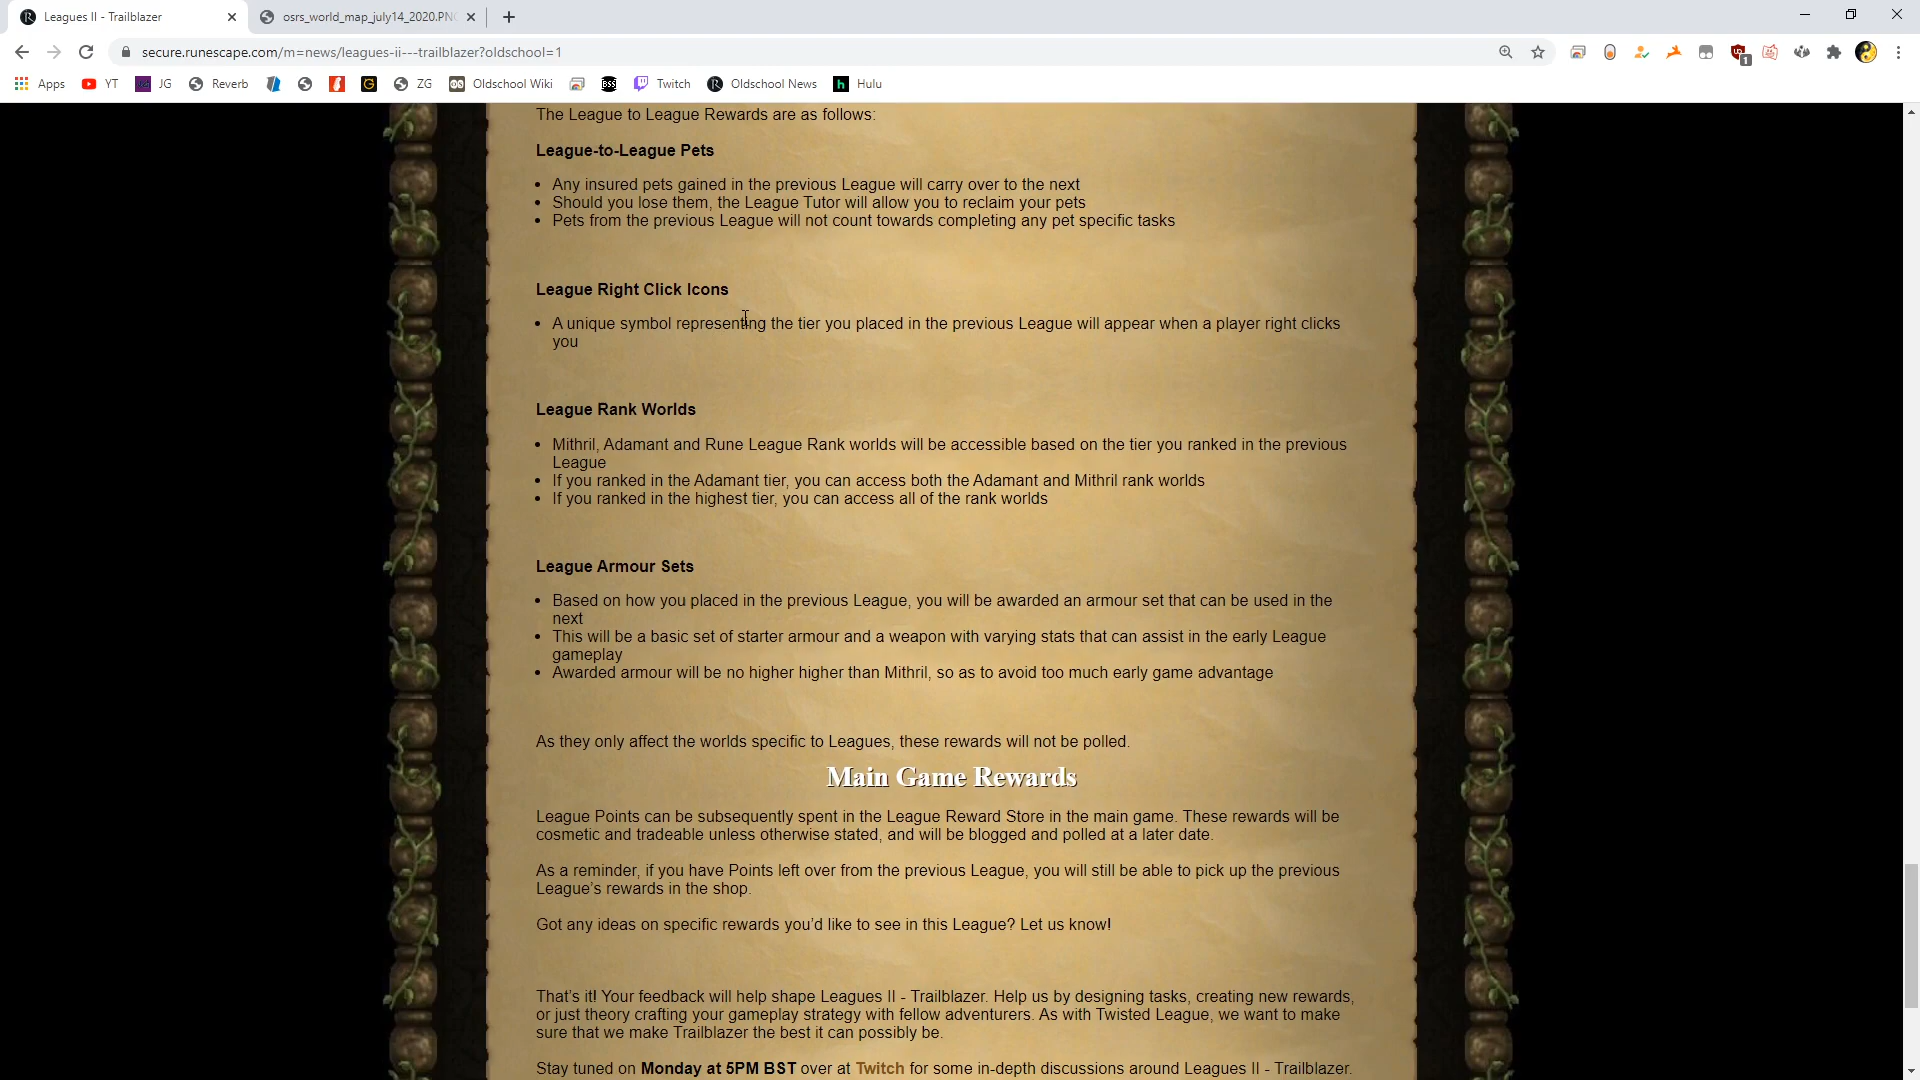 Leagues II - Trailblazer
osrs_world_map_july14_2020.PNG
secure.runescape.com/m=news/leagues-ii---trailblazer?oldschool=1
Apps YT JG Reverb ZG Oldschool Wiki BSS Twitch Oldschool News Hulu
The League to League Rewards are as follows:
League-to-League Pets
• Any insured pets gained in the previous League will carry over to the next
• Should you lose them, the League Tutor will allow you to reclaim your pets
• Pets from the previous League will not count towards completing any pet specific tasks
League Right Click Icons
• A unique symbol representing the tier you placed in the previous League will appear when a player right clicks
you
League Rank Worlds
• Mithril, Adamant and Rune League Rank worlds will be accessible based on the tier you ranked in the previous
League
• If you ranked in the Adamant tier, you can access both the Adamant and Mithril rank worlds
• If you ranked in the highest tier, you can access all of the rank worlds
League Armour Sets
• Based on how you placed in the previous League, you will be awarded an armour set that can be used in the
next
• This will be a basic set of starter armour and a weapon with varying stats that can assist in the early League
gameplay
• Awarded armour will be no higher higher than Mithril, so as to avoid too much early game advantage
As they only affect the worlds specific to Leagues, these rewards will not be polled.
Main Game Rewards
League Points can be subsequently spent in the League Reward Store in the main game. These rewards will be
cosmetic and tradeable unless otherwise stated, and will be blogged and polled at a later date.
As a reminder, if you have Points left over from the previous League, you will still be able to pick up the previous
League's rewards in the shop.
Got any ideas on specific rewards you'd like to see in this League? Let us know!
That's it! Your feedback will help shape Leagues II - Trailblazer. Help us by designing tasks, creating new rewards,
or just theory crafting your gameplay strategy with fellow adventurers. As with Twisted League, we want to make
sure that we make Trailblazer the best it can possibly be.
Stay tuned on Monday at 5PM BST over at Twitch for some in-depth discussions around Leagues II - Trailblazer.